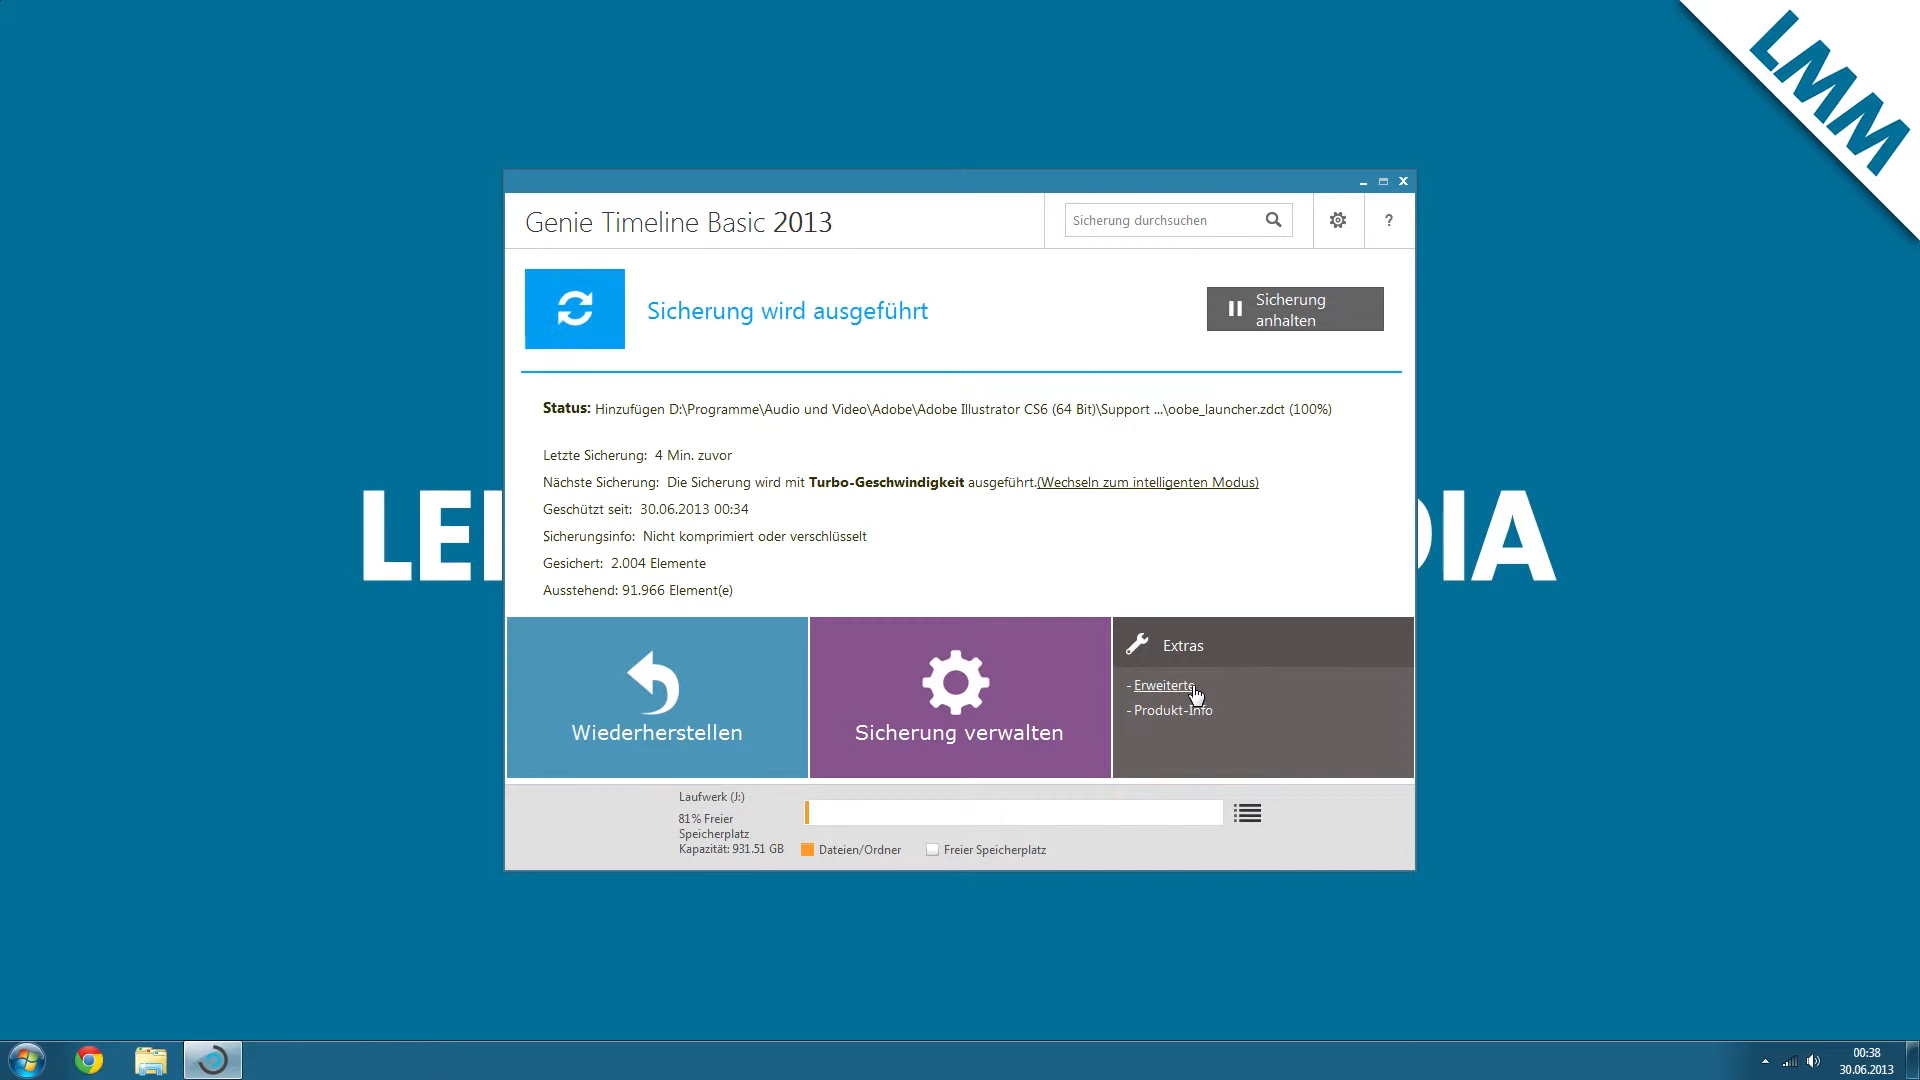 LMM
Genie Timeline Basic 2013
Sicherung durchsuchen
?
Sicherung wird ausgeführt
Sicherung
anhalten
Status: Hinzufügen D:\Programme\Audio und Video\Adobe\Adobe Illustrator CS6 (64 Bit)\Support ...\oobe_launcher.zdct (100%)
Letzte Sicherung: 4 Min. zuvor
Nächste Sicherung: Die Sicherung wird mit Turbo-Geschwindigkeit ausgeführt.(Wechseln zum intelligenten Modus)
Geschützt seit: 30.06.2013 00:34
LEI DIA
Sicherungsinfo: Nicht komprimiert oder verschlüsselt
Gesichert: 2.004 Elemente
Ausstehend: 91.966 Element(e)
Wiederherstellen
Sicherung verwalten
Extras
- Erweiterte
- Produkt-Info
Laufwerk (J:)
81% Freier
Speicherplatz
Kapazität: 931.51 GB
Dateien/Ordner
Freier Speicherplatz
00:38
30.06.2013